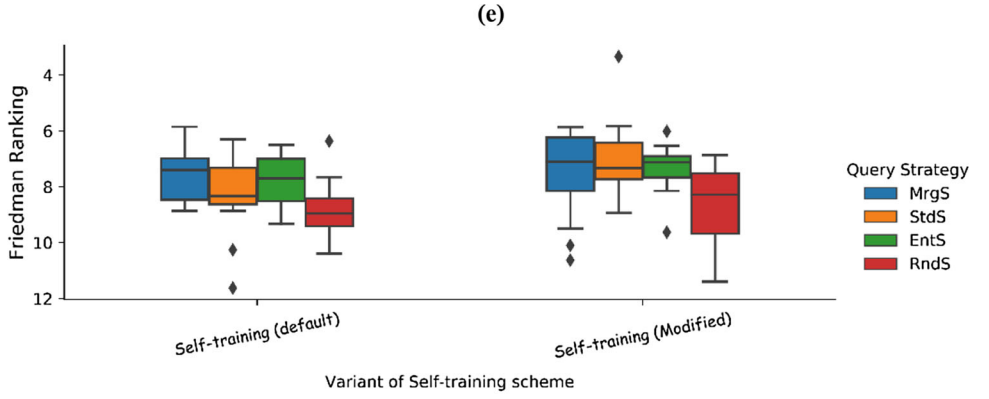 (e)
Friedman Ranking
4
6
8
10
12
Self-training (default)
Self-training (Modified)
Variant of Self-training scheme
Query Strategy
MrgS
StdS
EntS
RndS